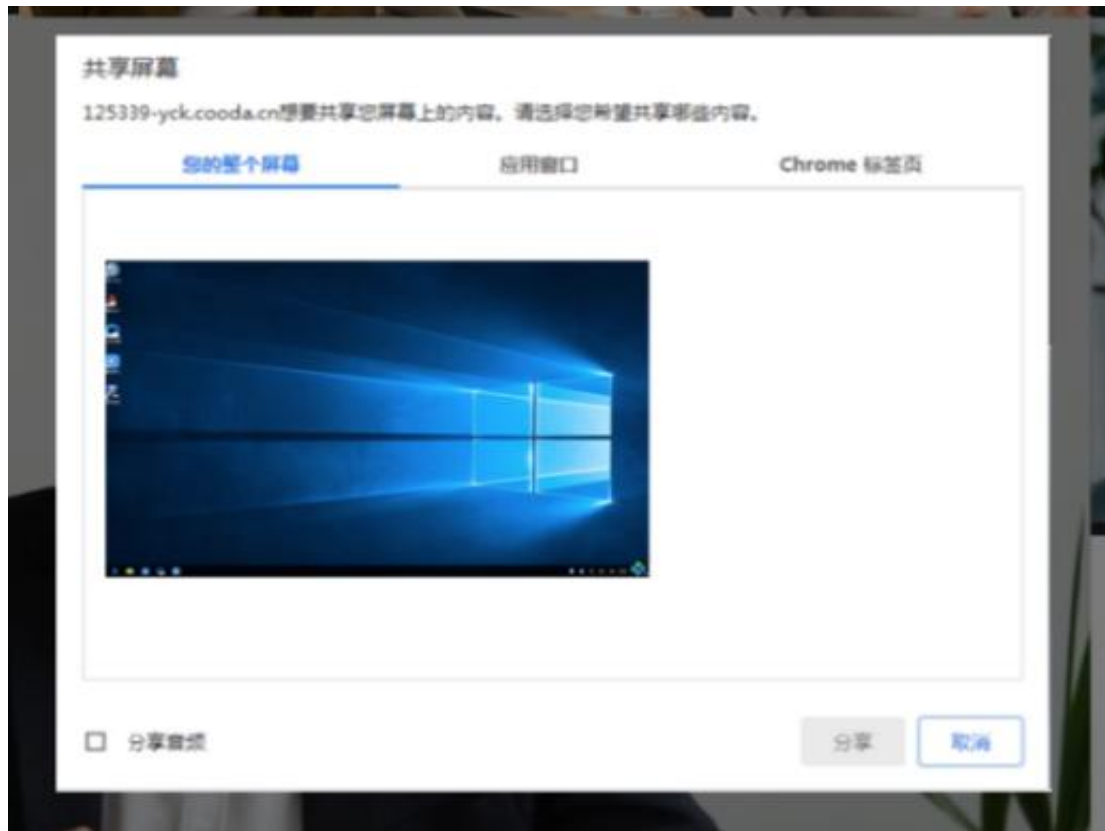 共享屏幕
125339-yck.cooda.cn想要共享您屏幕上的内容。请选择您希望共享哪些内容。
您的整个屏幕
应用窗口
Chrome 标签页
分享音频
分享
取消